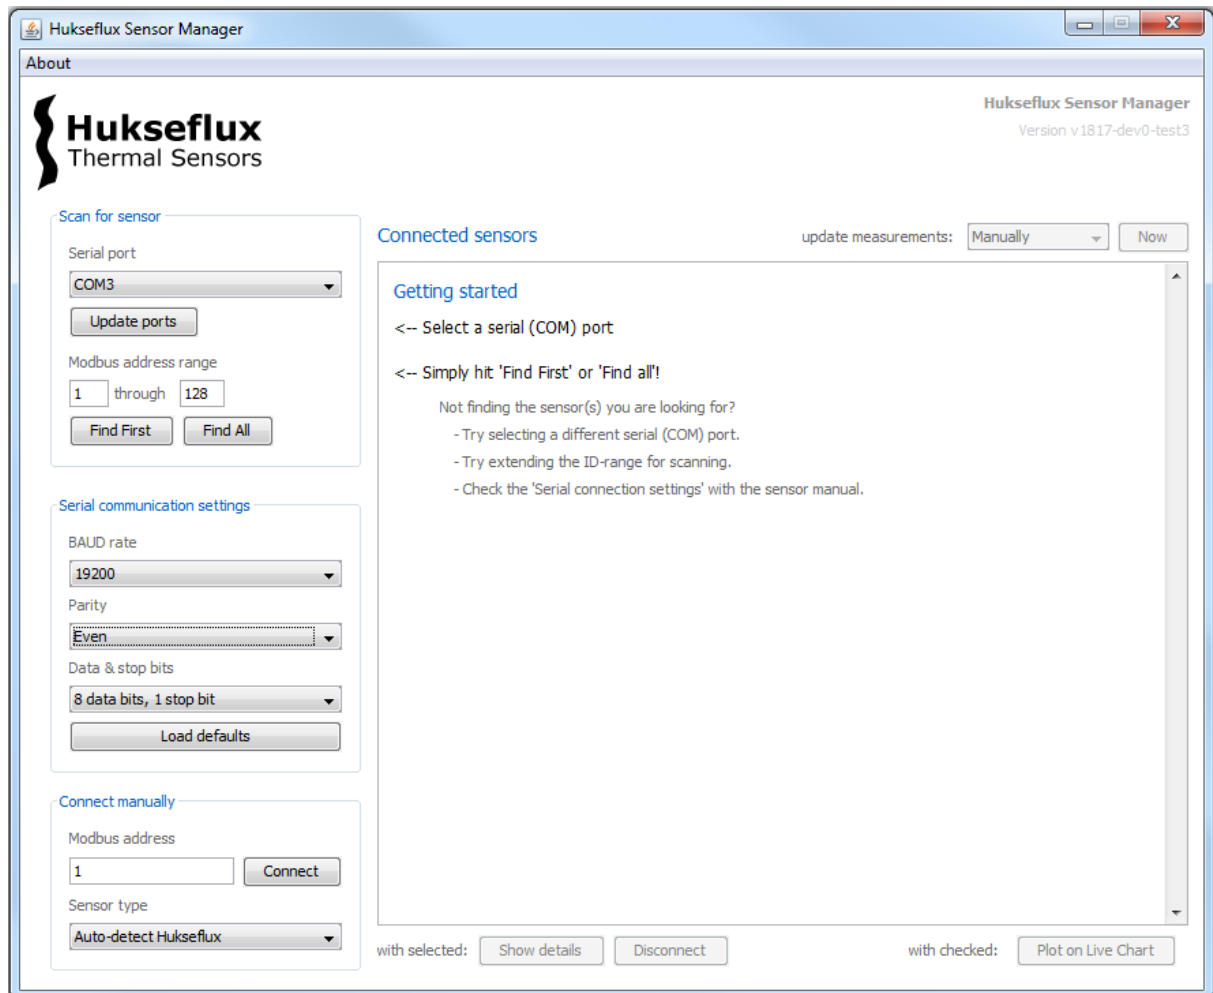 Hukseflux Sensor Manager
About
Hukseflux
Thermal Sensors
Hukseflux Sensor Manager
Version v1817-dev0-test3
Scan for sensor
Serial port
COM3
Update ports
Modbus address range
1 through 128
Find First Find All
Serial communication settings
BAUD rate
19200
Parity
Even
Data & stop bits
8 data bits, 1 stop bit
Load defaults
Connect manually
Modbus address
1 Connect
Sensor type
Auto-detect Hukseflux
Connected sensors update measurements: Manually Now
Getting started
<-- Select a serial (COM) port
<-- Simply hit 'Find First' or 'Find all'!
Not finding the sensor(s) you are looking for?
- Try selecting a different serial (COM) port.
- Try extending the ID-range for scanning.
- Check the 'Serial connection settings' with the sensor manual.
with selected: Show details Disconnect with checked: Plot on Live Chart